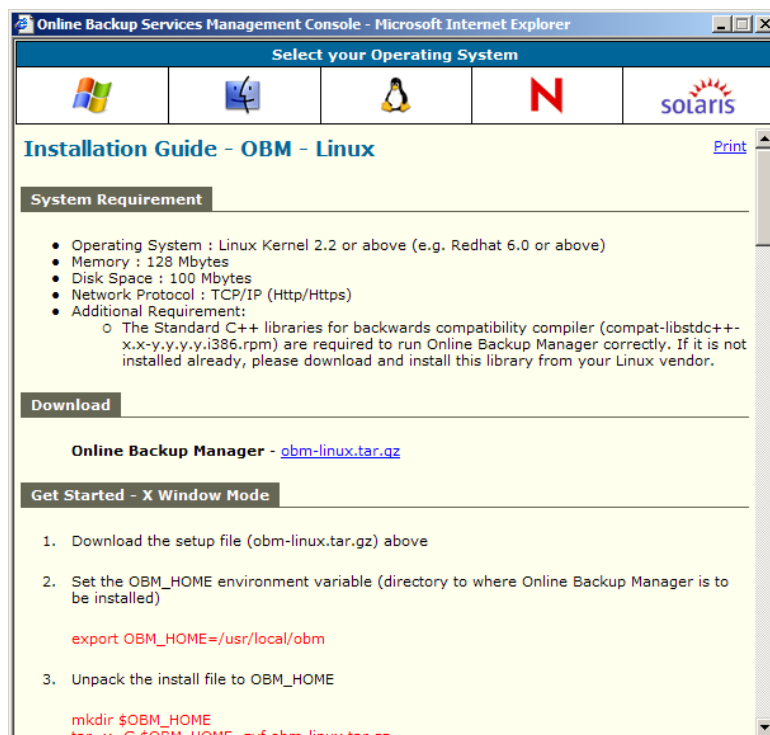 Online Backup Services Management Console - Microsoft Internet Explorer
Select your Operating System
N
solaris
Installation Guide - OBM - Linux
Print
System Requirement
Operating System : Linux Kernel 2.2 or above (e.g. Redhat 6.0 or above)
Memory : 128 Mbytes
Disk Space : 100 Mbytes
Network Protocol : TCP/IP (Http/Https)
Additional Requirement:
The Standard C++ libraries for backwards compatibility compiler (compat-libstdc++-
x.x-y.y.y.y.i386.rpm) are required to run Online Backup Manager correctly. If it is not
installed already, please download and install this library from your Linux vendor.
Download
Online Backup Manager - obm-linux.tar.gz
Get Started - X Window Mode
1. Download the setup file (obm-linux.tar.gz) above
2. Set the OBM_HOME environment variable (directory to where Online Backup Manager is to
be installed)
export OBM_HOME=/usr/local/obm
3. Unpack the install file to OBM_HOME
mkdir $OBM_HOME
tar -x -C $OBM_HOME -zvf obm-linux.tar.gz